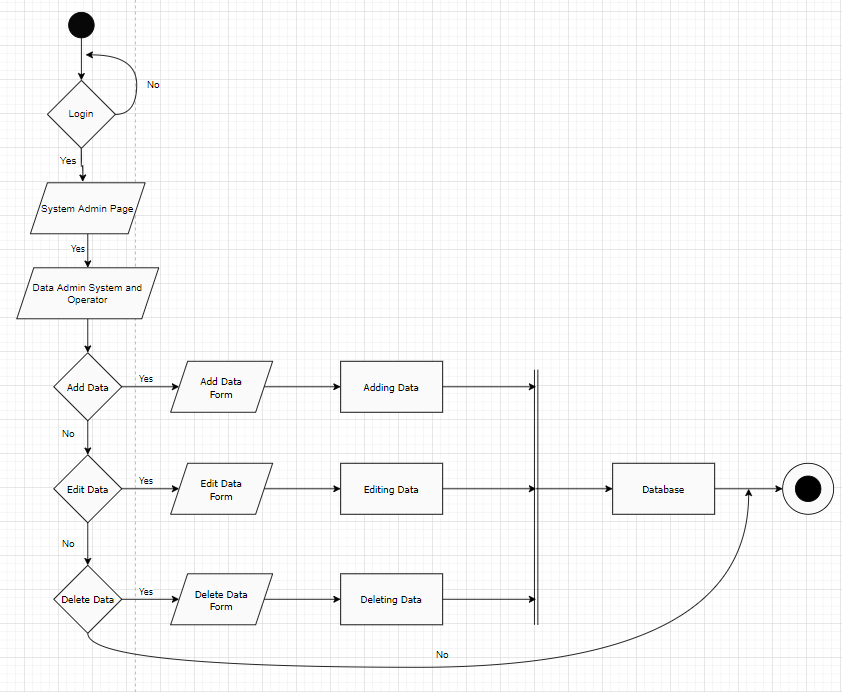 No
Login
Yes
System Admin Page
Yes
Data Admin System and
Operator
Add Data
Yes
Add Data
Form
Adding Data
No
Edit Data
Yes
Edit Data
Form
Editing Data
Database
No
Delete Data
Yes
Delete Data
Form
Deleting Data
No